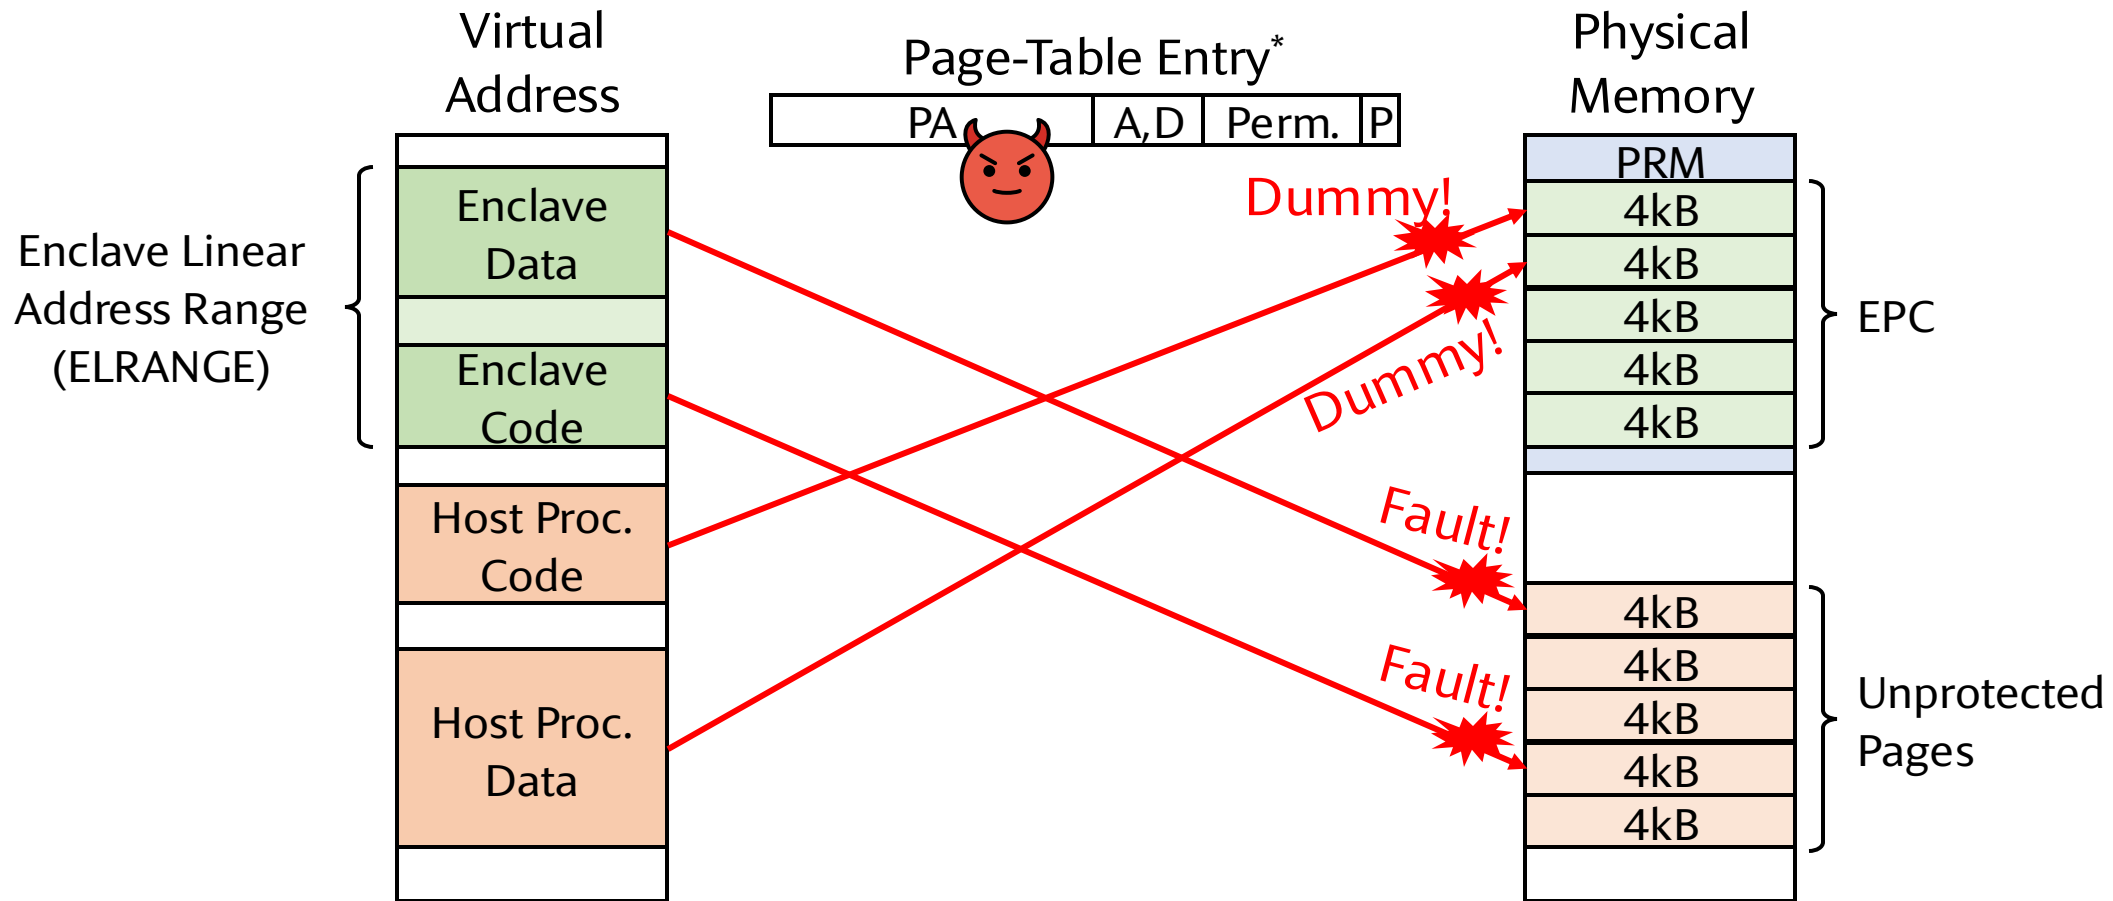 Virtual
Address
Page-Table Entry*
PA
A,D
Perm.
P
Physical
Memory
Enclave Linear
Address Range
(ELRANGE)
Enclave
Data
Enclave
Code
Host Proc.
Code
Host Proc.
Data
Dummy!
Dummy!
Fault!
Fault!
PRM
4kB
4kB
4kB
4kB
4kB
EPC
4kB
4kB
4kB
4kB
4kB
Unprotected
Pages